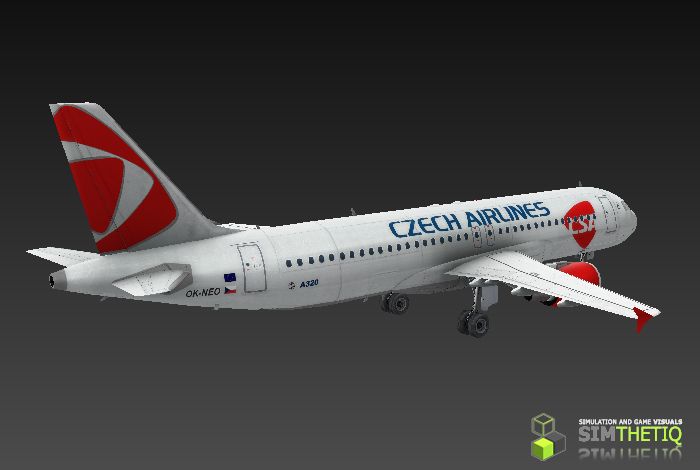 CZECH AIRLINES
CSA
OK-NEO
A320
SIMULATION AND GAME VISUALS
SIMTHETIQ